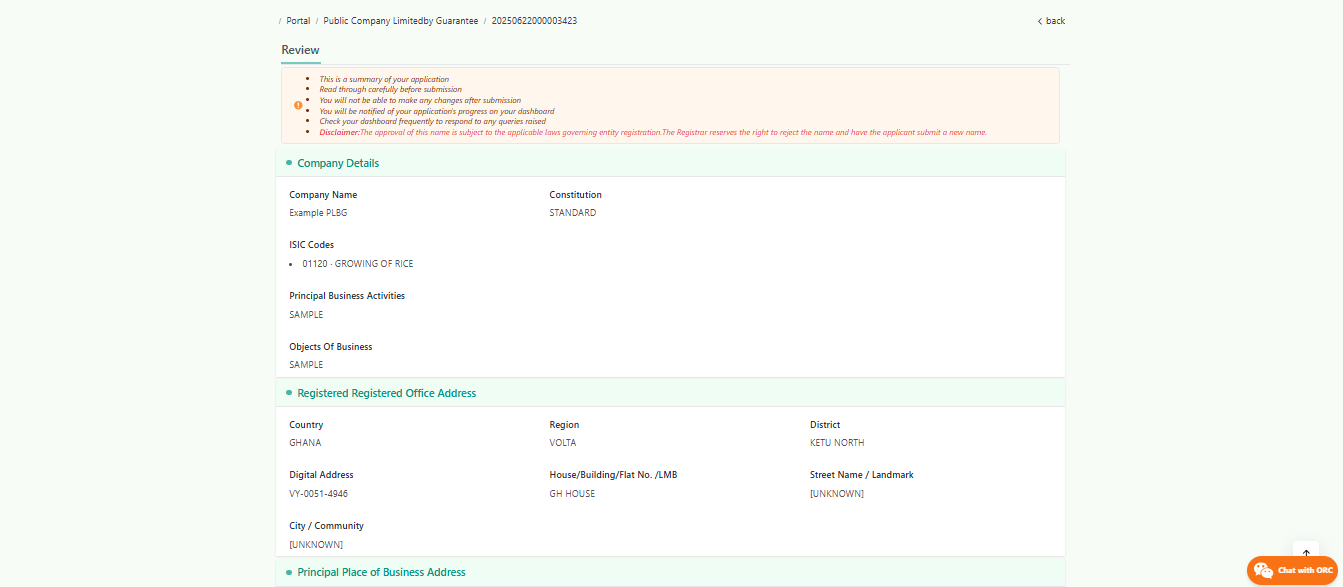 / Portal / Public Company Limitedby Guarantee / 20250622000003423
back
Review
This is a summary of your application
Read through carefully before submission
You will not be able to make any changes after submission
You will be notified of your application's progress on your dashboard
Check your dashboard frequently to respond to any queries raised
Disclaimer:The approval of this name is subject to the applicable laws governing entity registration.The Registrar reserves the right to reject the name and have the applicant submit a new name.
Company Details
Company Name Constitution
Example PLBG STANDARD
ISIC Codes
01120 - GROWING OF RICE
Principal Business Activities
SAMPLE
Objects Of Business
SAMPLE
Registered Registered Office Address
Country Region District
GHANA VOLTA KETU NORTH
Digital Address House/Building/Flat No. /LMB Street Name / Landmark
VY-0051-4946 GH HOUSE [UNKNOWN]
City / Community
[UNKNOWN]
Principal Place of Business Address
Chat with ORC